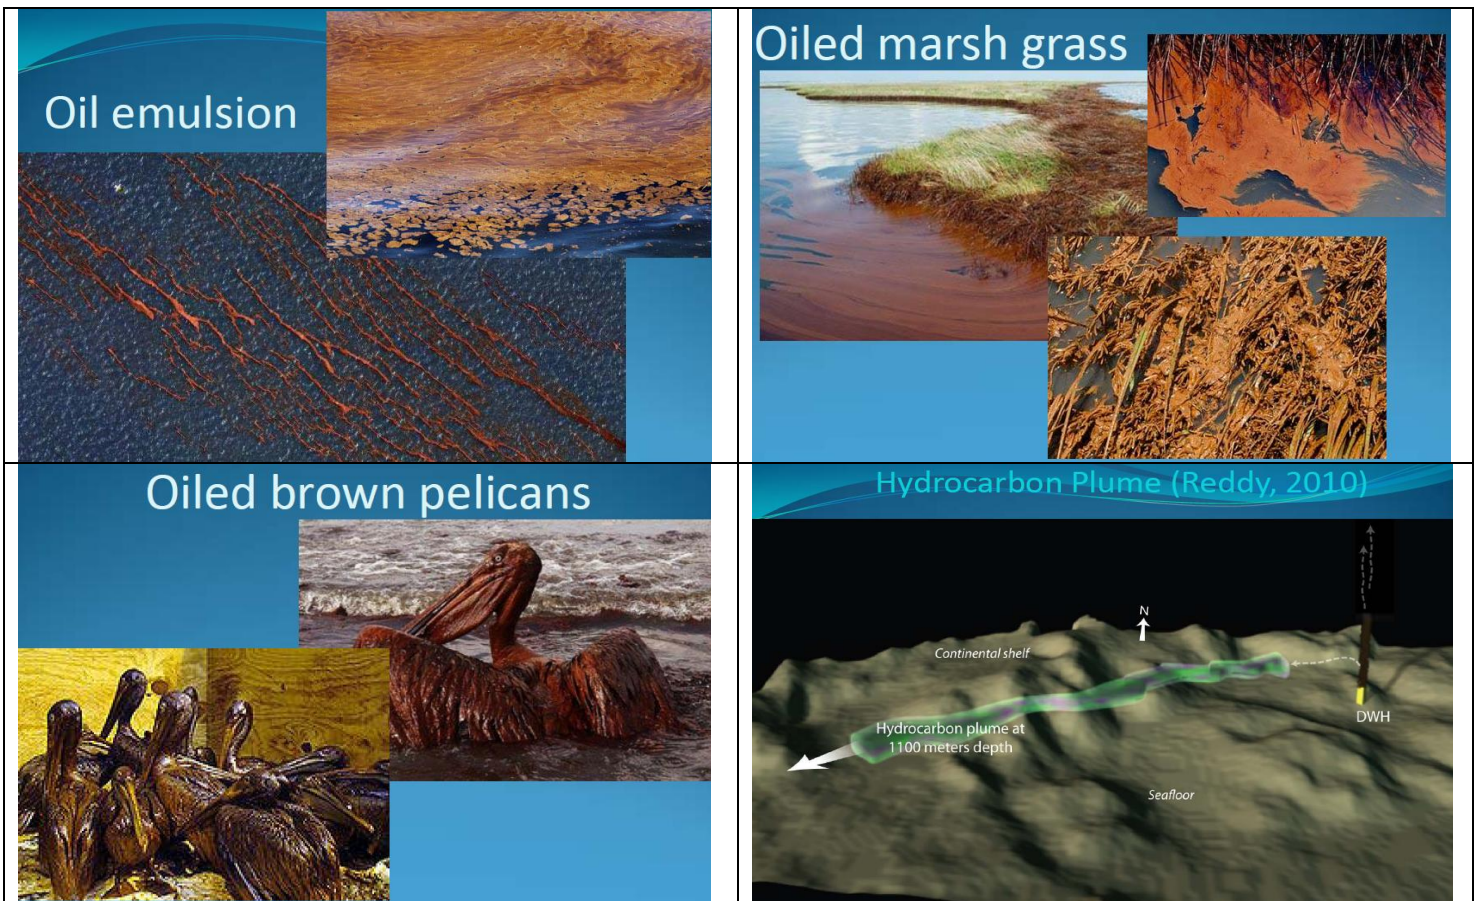 Oil emulsion
Oiled marsh grass
Oiled brown pelicans
Hydrocarbon Plume (Reddy, 2010)
N
Continental shelf
Hydrocarbon plume at
1100 meters depth
DWH
Seafloor